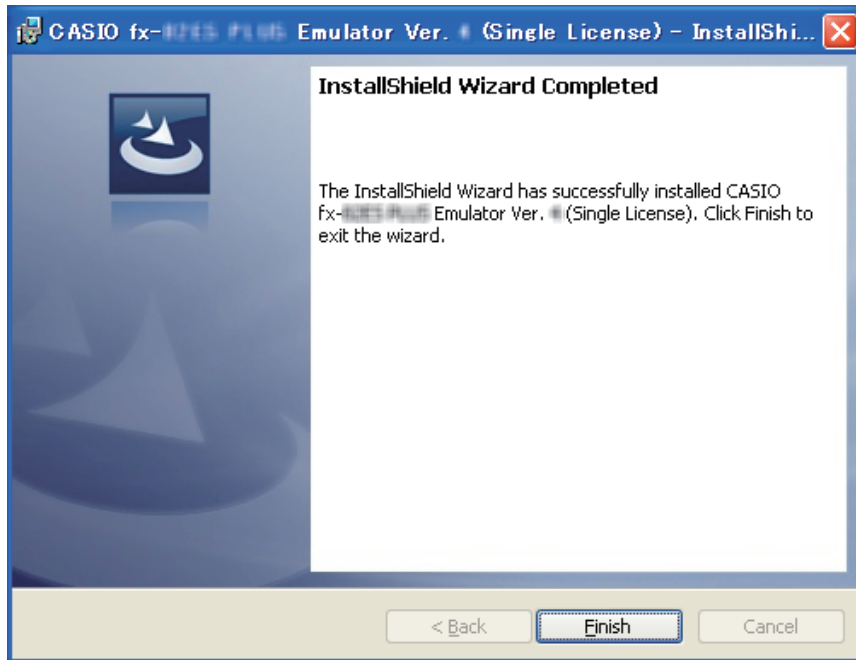 CASIO fx- Emulator Ver. (Single License) - InstallShi...
InstallShield Wizard Completed
The InstallShield Wizard has successfully installed CASIO
fx- Emulator Ver. (Single License). Click Finish to
exit the wizard.
< Back Finish Cancel